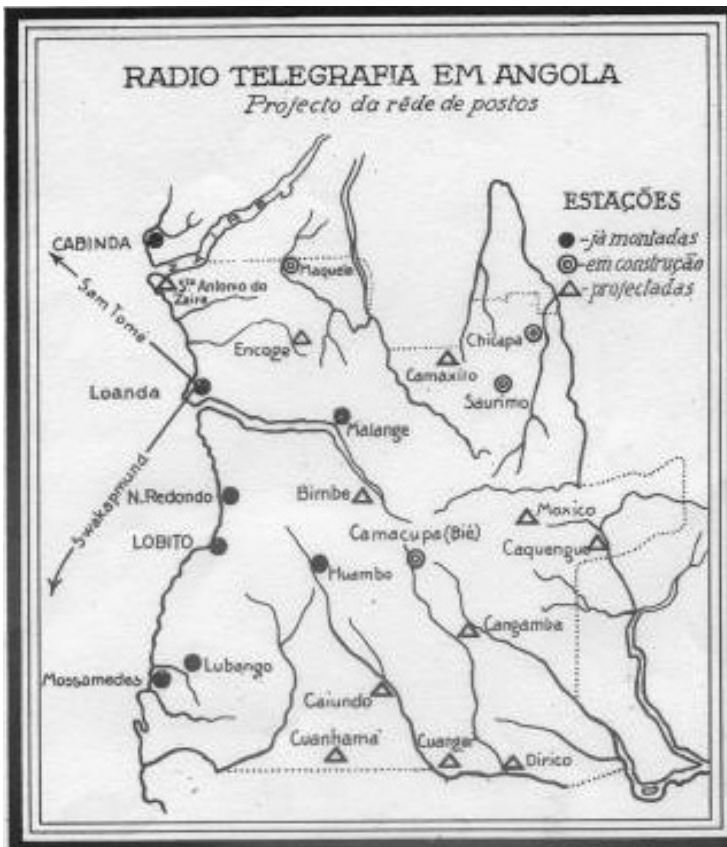 RADIO TELEGRAFIA EM ANGOLA
Projecto da rêde de postos
ESTAÇÕES
-já montadas
-em construção
-projectadas
CABINDA
Sto Antonio do
Zaire
Maquela
Sam Tomé
Encoge
Camaxilo
Chicapa
Saurimo
Loanda
Malange
Swakapmund
N. Redondo
Bimbe
Moxico
LOBITO
Camacupa (Bié)
Caquengue
Huambo
Cangamba
Lubango
Mossamedes
Caiundo
Cuanhama
Cuangar
Dirico